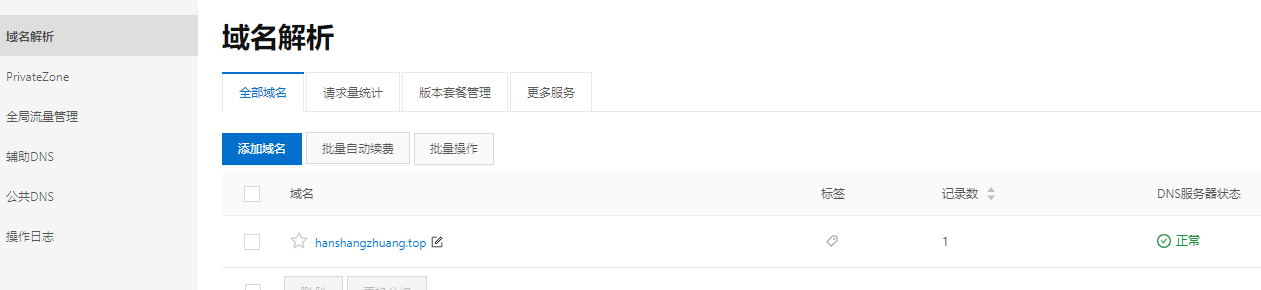 域名解析
PrivateZone
全局流量管理
辅助DNS
公共DNS
操作日志
域名解析
全部域名 请求量统计 版本套餐管理 更多服务
添加域名 批量自动续费 批量操作
域名 标签 记录数 DNS服务器状态
hanshangzhuang.top 1 正常